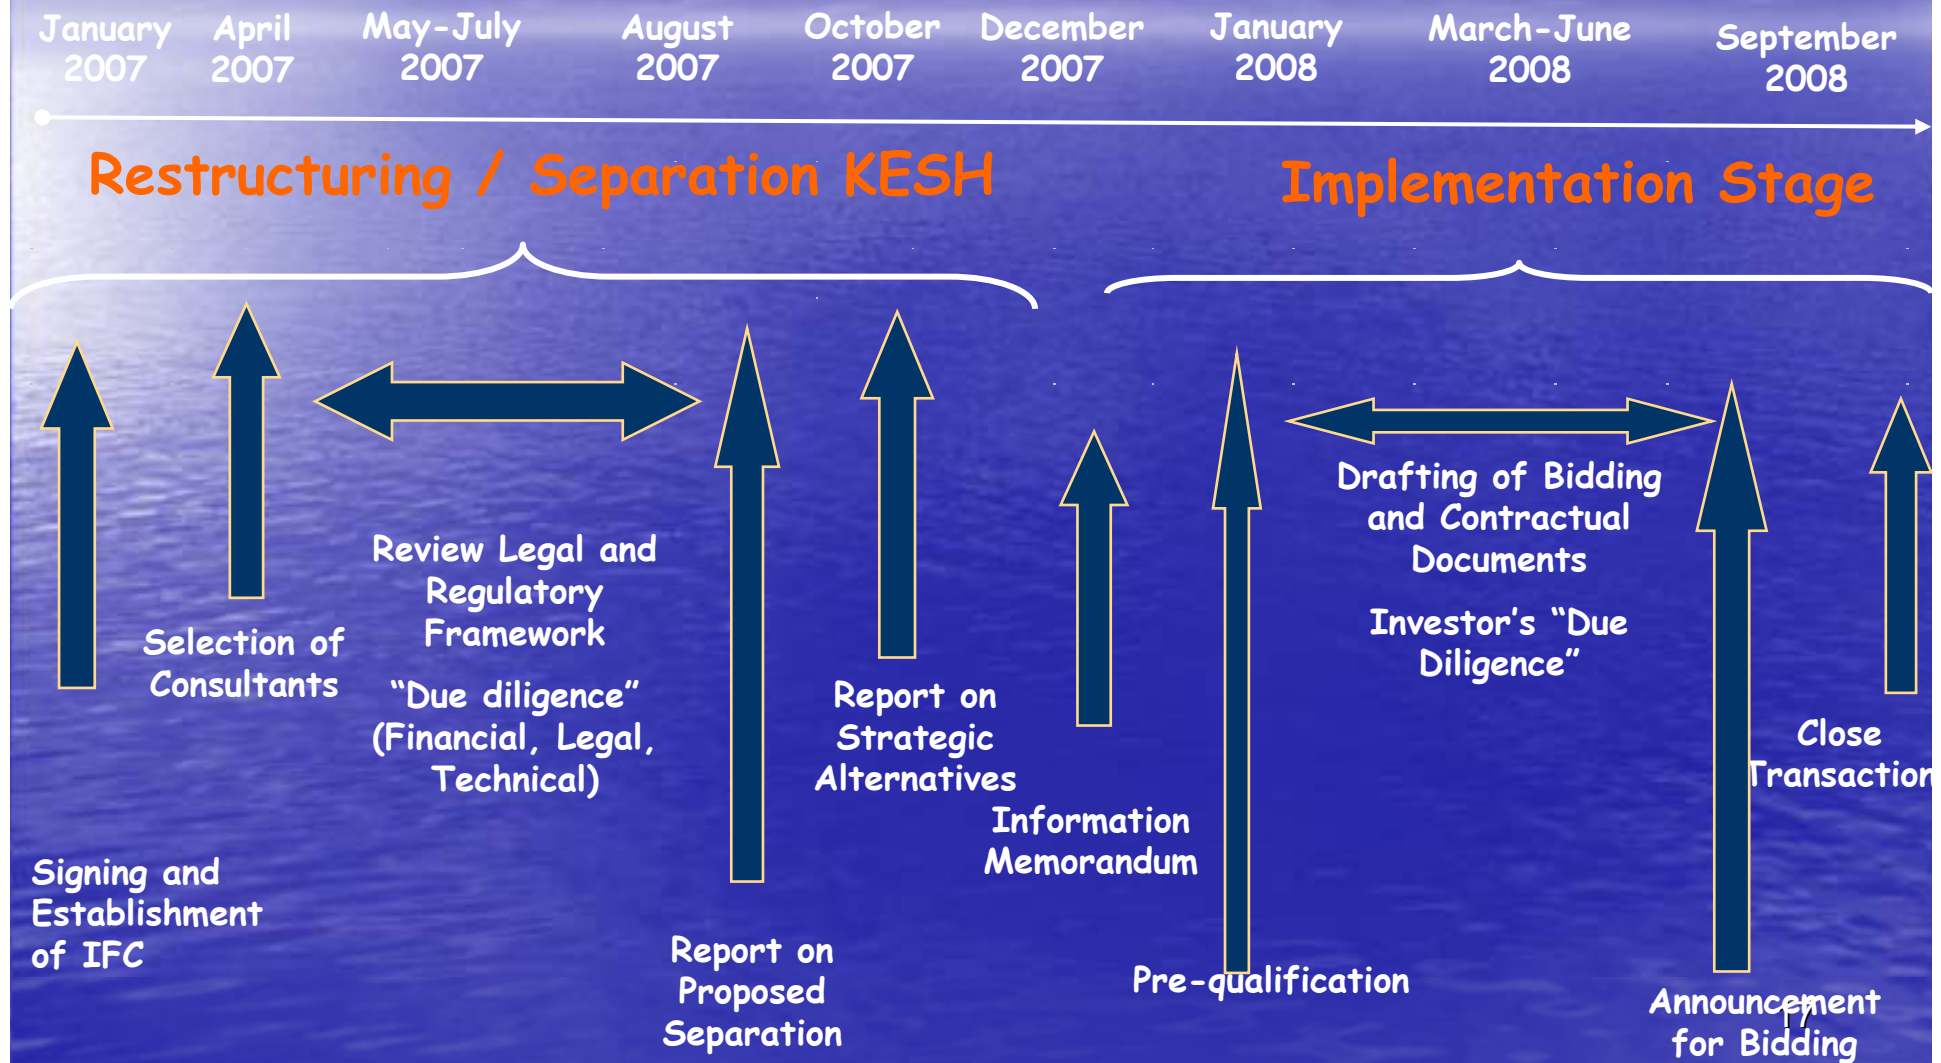 January
2007
April
2007
May-July
2007
August
2007
October
2007
December
2007
January
2008
March-June
2008
September
2008
Restructuring / Separation KESH
Implementation Stage
Signing and
Establishment
of IFC
Selection of
Consultants
Review Legal and
Regulatory
Framework
“Due diligence”
(Financial, Legal,
Technical)
Report on
Proposed
Separation
Report on
Strategic
Alternatives
Information
Memorandum
Pre-qualification
Drafting of Bidding
and Contractual
Documents
Investor’s “Due
Diligence”
Announcement
for Bidding
Close
Transaction
17